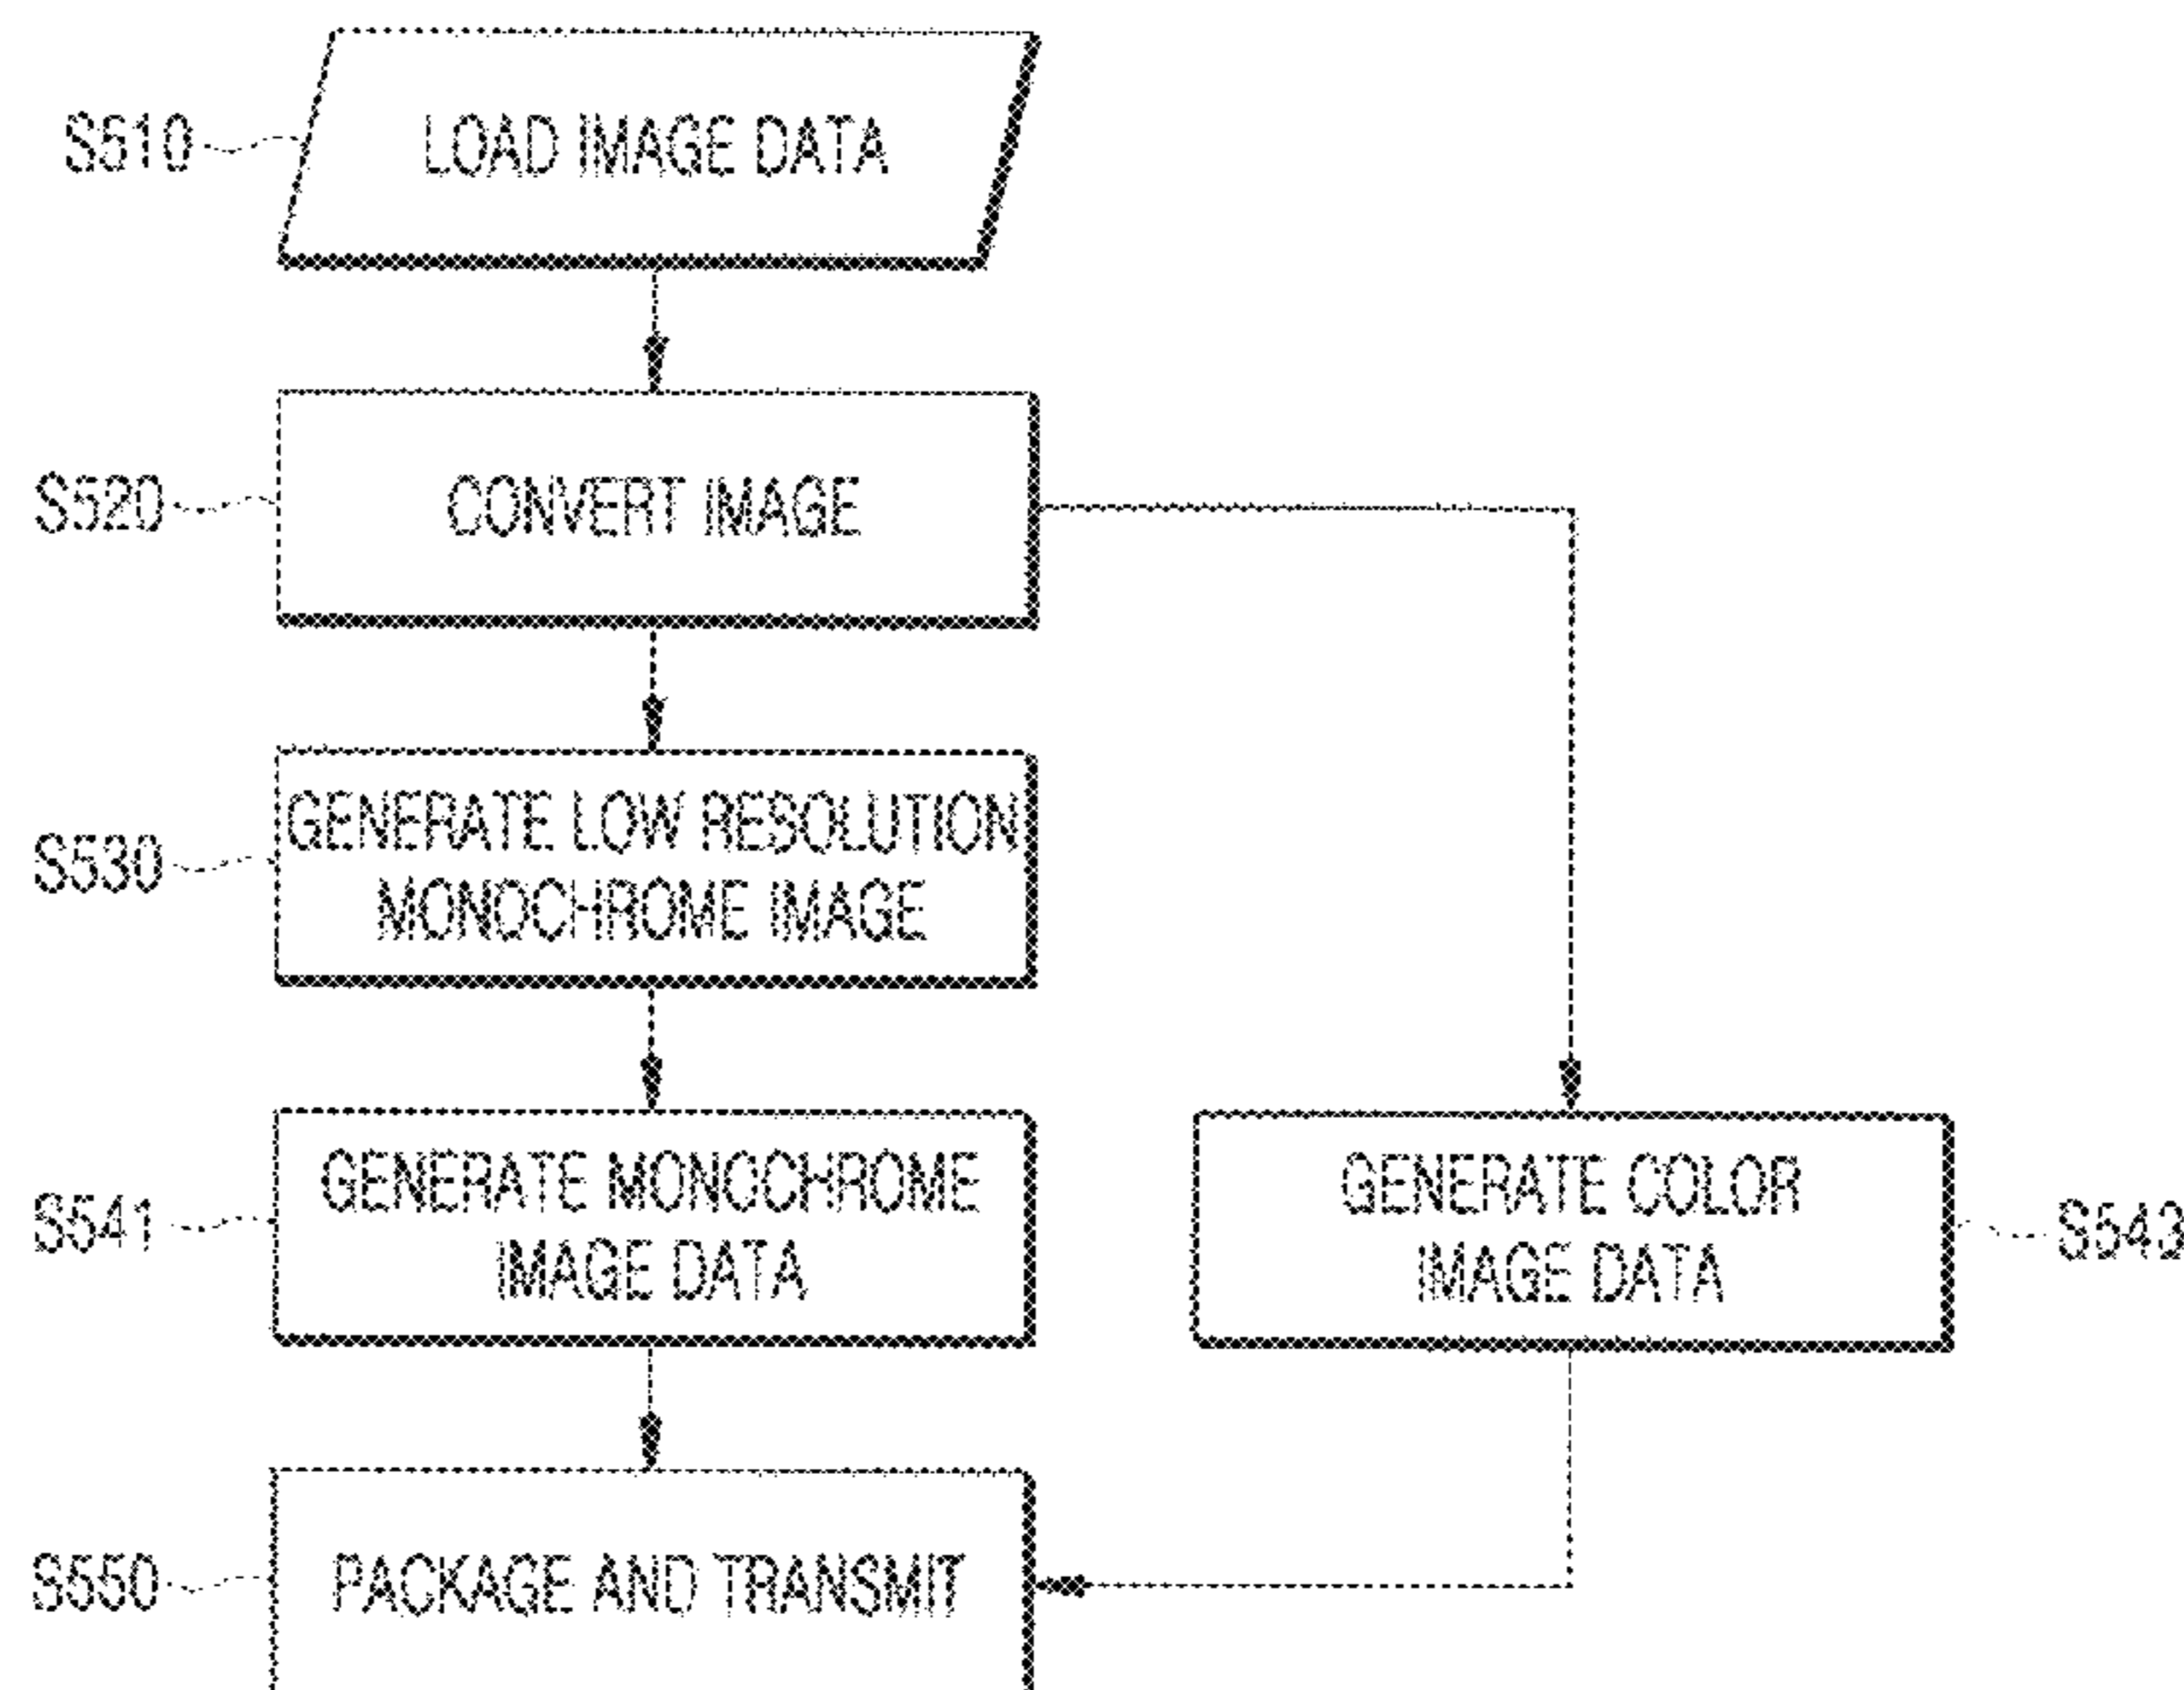 S510
LOAD IMAGE DATA
S520
CONVERT IMAGE
S530
GENERATE LOW RESOLUTION
MONOCHROME IMAGE
S541
GENERATE MONOCHROME
IMAGE DATA
GENERATE COLOR
IMAGE DATA
S543
S550
PACKAGE AND TRANSMIT